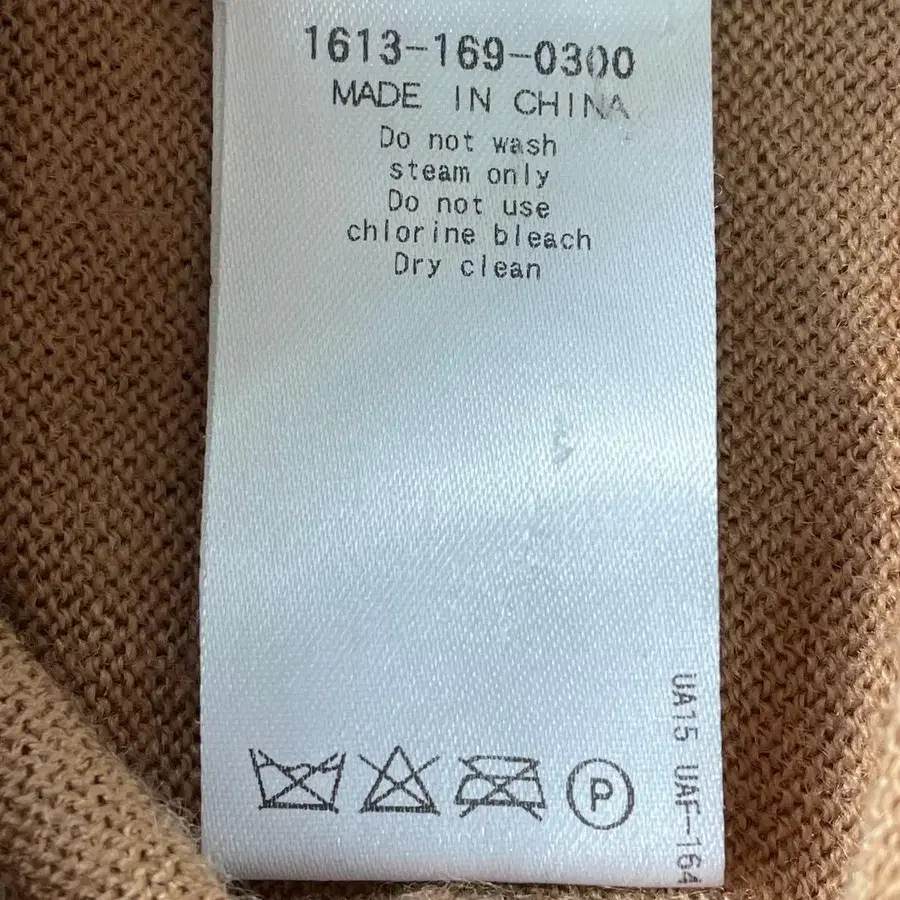 1613-169-0300
MADE IN CHINA
Do not wash
steam only
Do not use
chlorine bleach
Dry clean
P
UA15 UAF-164